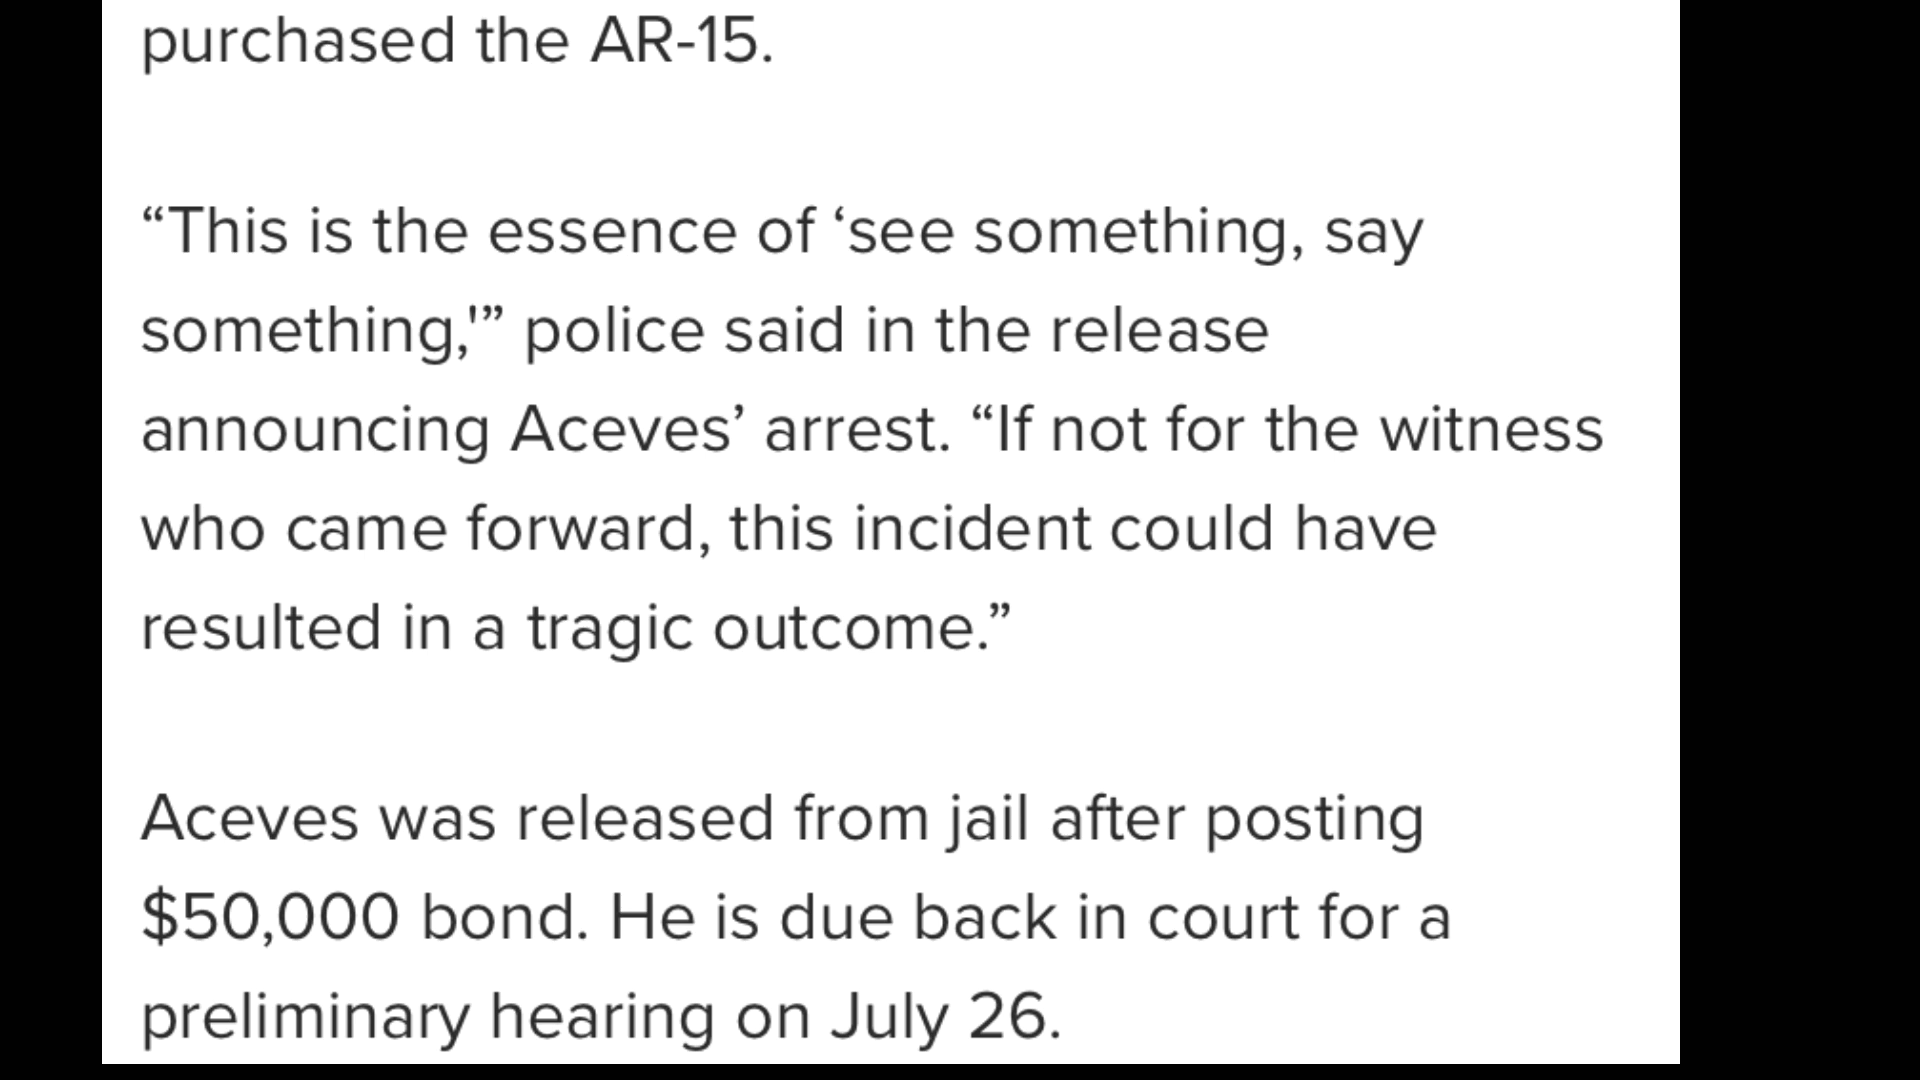 purchased the AR-15.
“This is the essence of ‘see something, say
something,'” police said in the release
announcing Aceves’ arrest. “If not for the witness
who came forward, this incident could have
resulted in a tragic outcome.”
Aceves was released from jail after posting
$50,000 bond. He is due back in court for a
preliminary hearing on July 26.